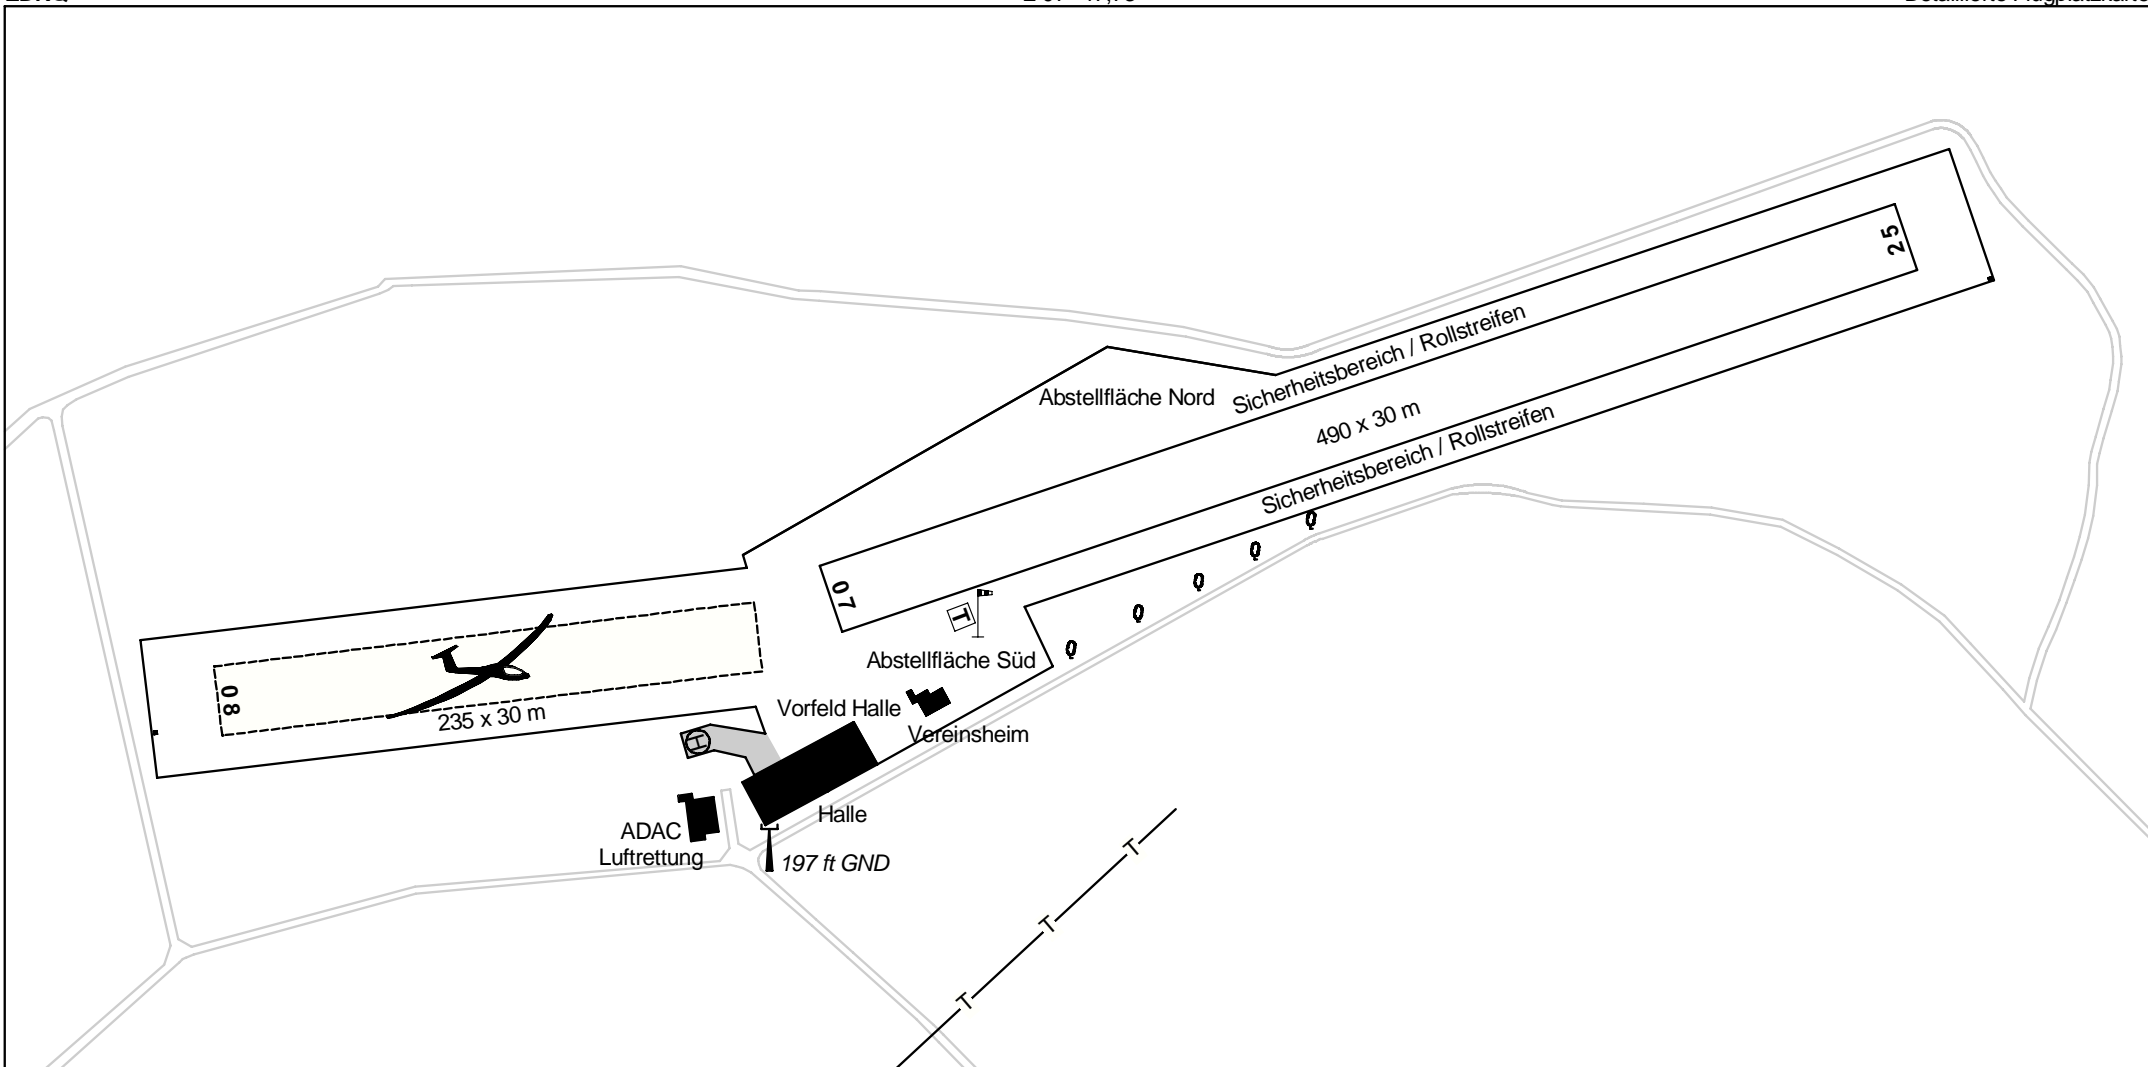 25
Sicherheitsbereich / Rollstreifen
Abstellfläche Nord
490 x 30 m
Sicherheitsbereich / Rollstreifen
07
T
Abstellfläche Süd
08
235 x 30 m
Vorfeld Halle
Vereinsheim
H
Halle
ADAC
Luftrettung
197 ft GND
T
T
T